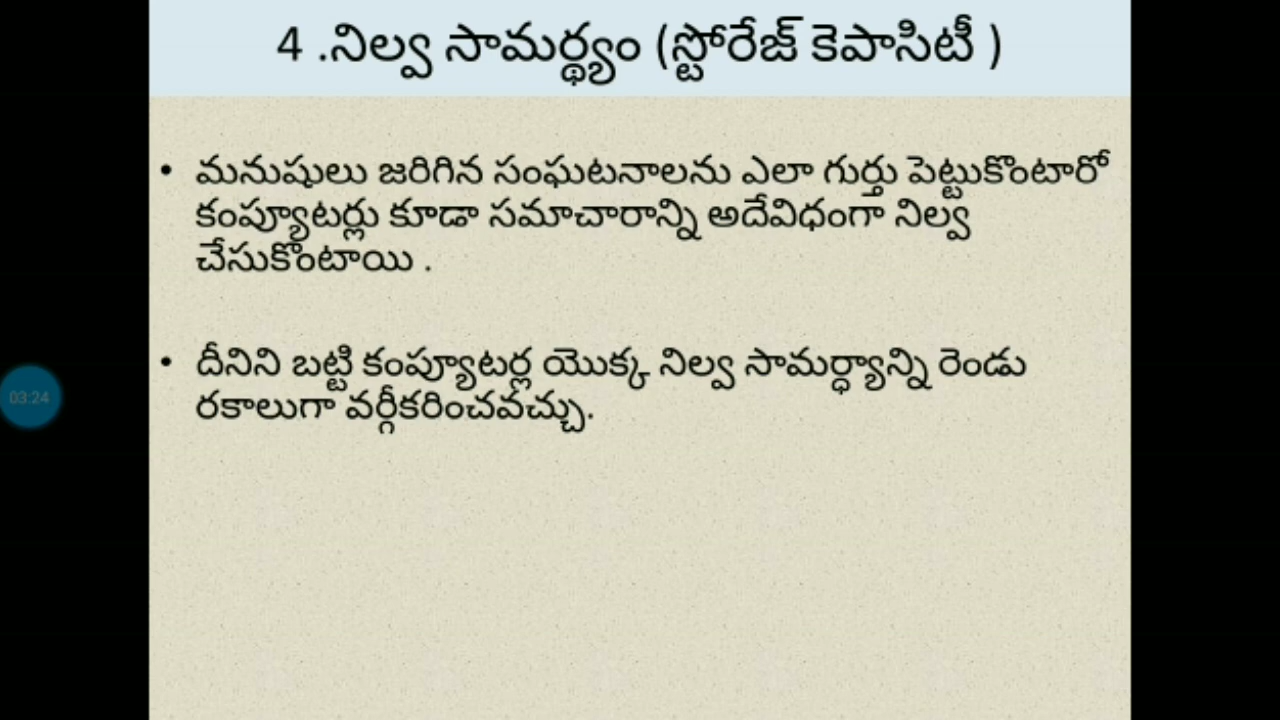 4 .నిల్వ సామర్థ్యం (స్టోరేజ్ కెపాసిటీ )
• మనుషులు జరిగిన సంఘటనాలను ఎలా గుర్తు పెట్టుకొంటారో
కంప్యూటర్లు కూడా సమాచారాన్ని అదేవిధంగా నిల్వ
చేసుకొంటాయి .
• దీనిని బట్టి కంప్యూటర్ల యొక్క నిల్వ సామర్ధ్యాన్ని రెండు
రకాలుగా వర్గీకరించవచ్చు.
03:24